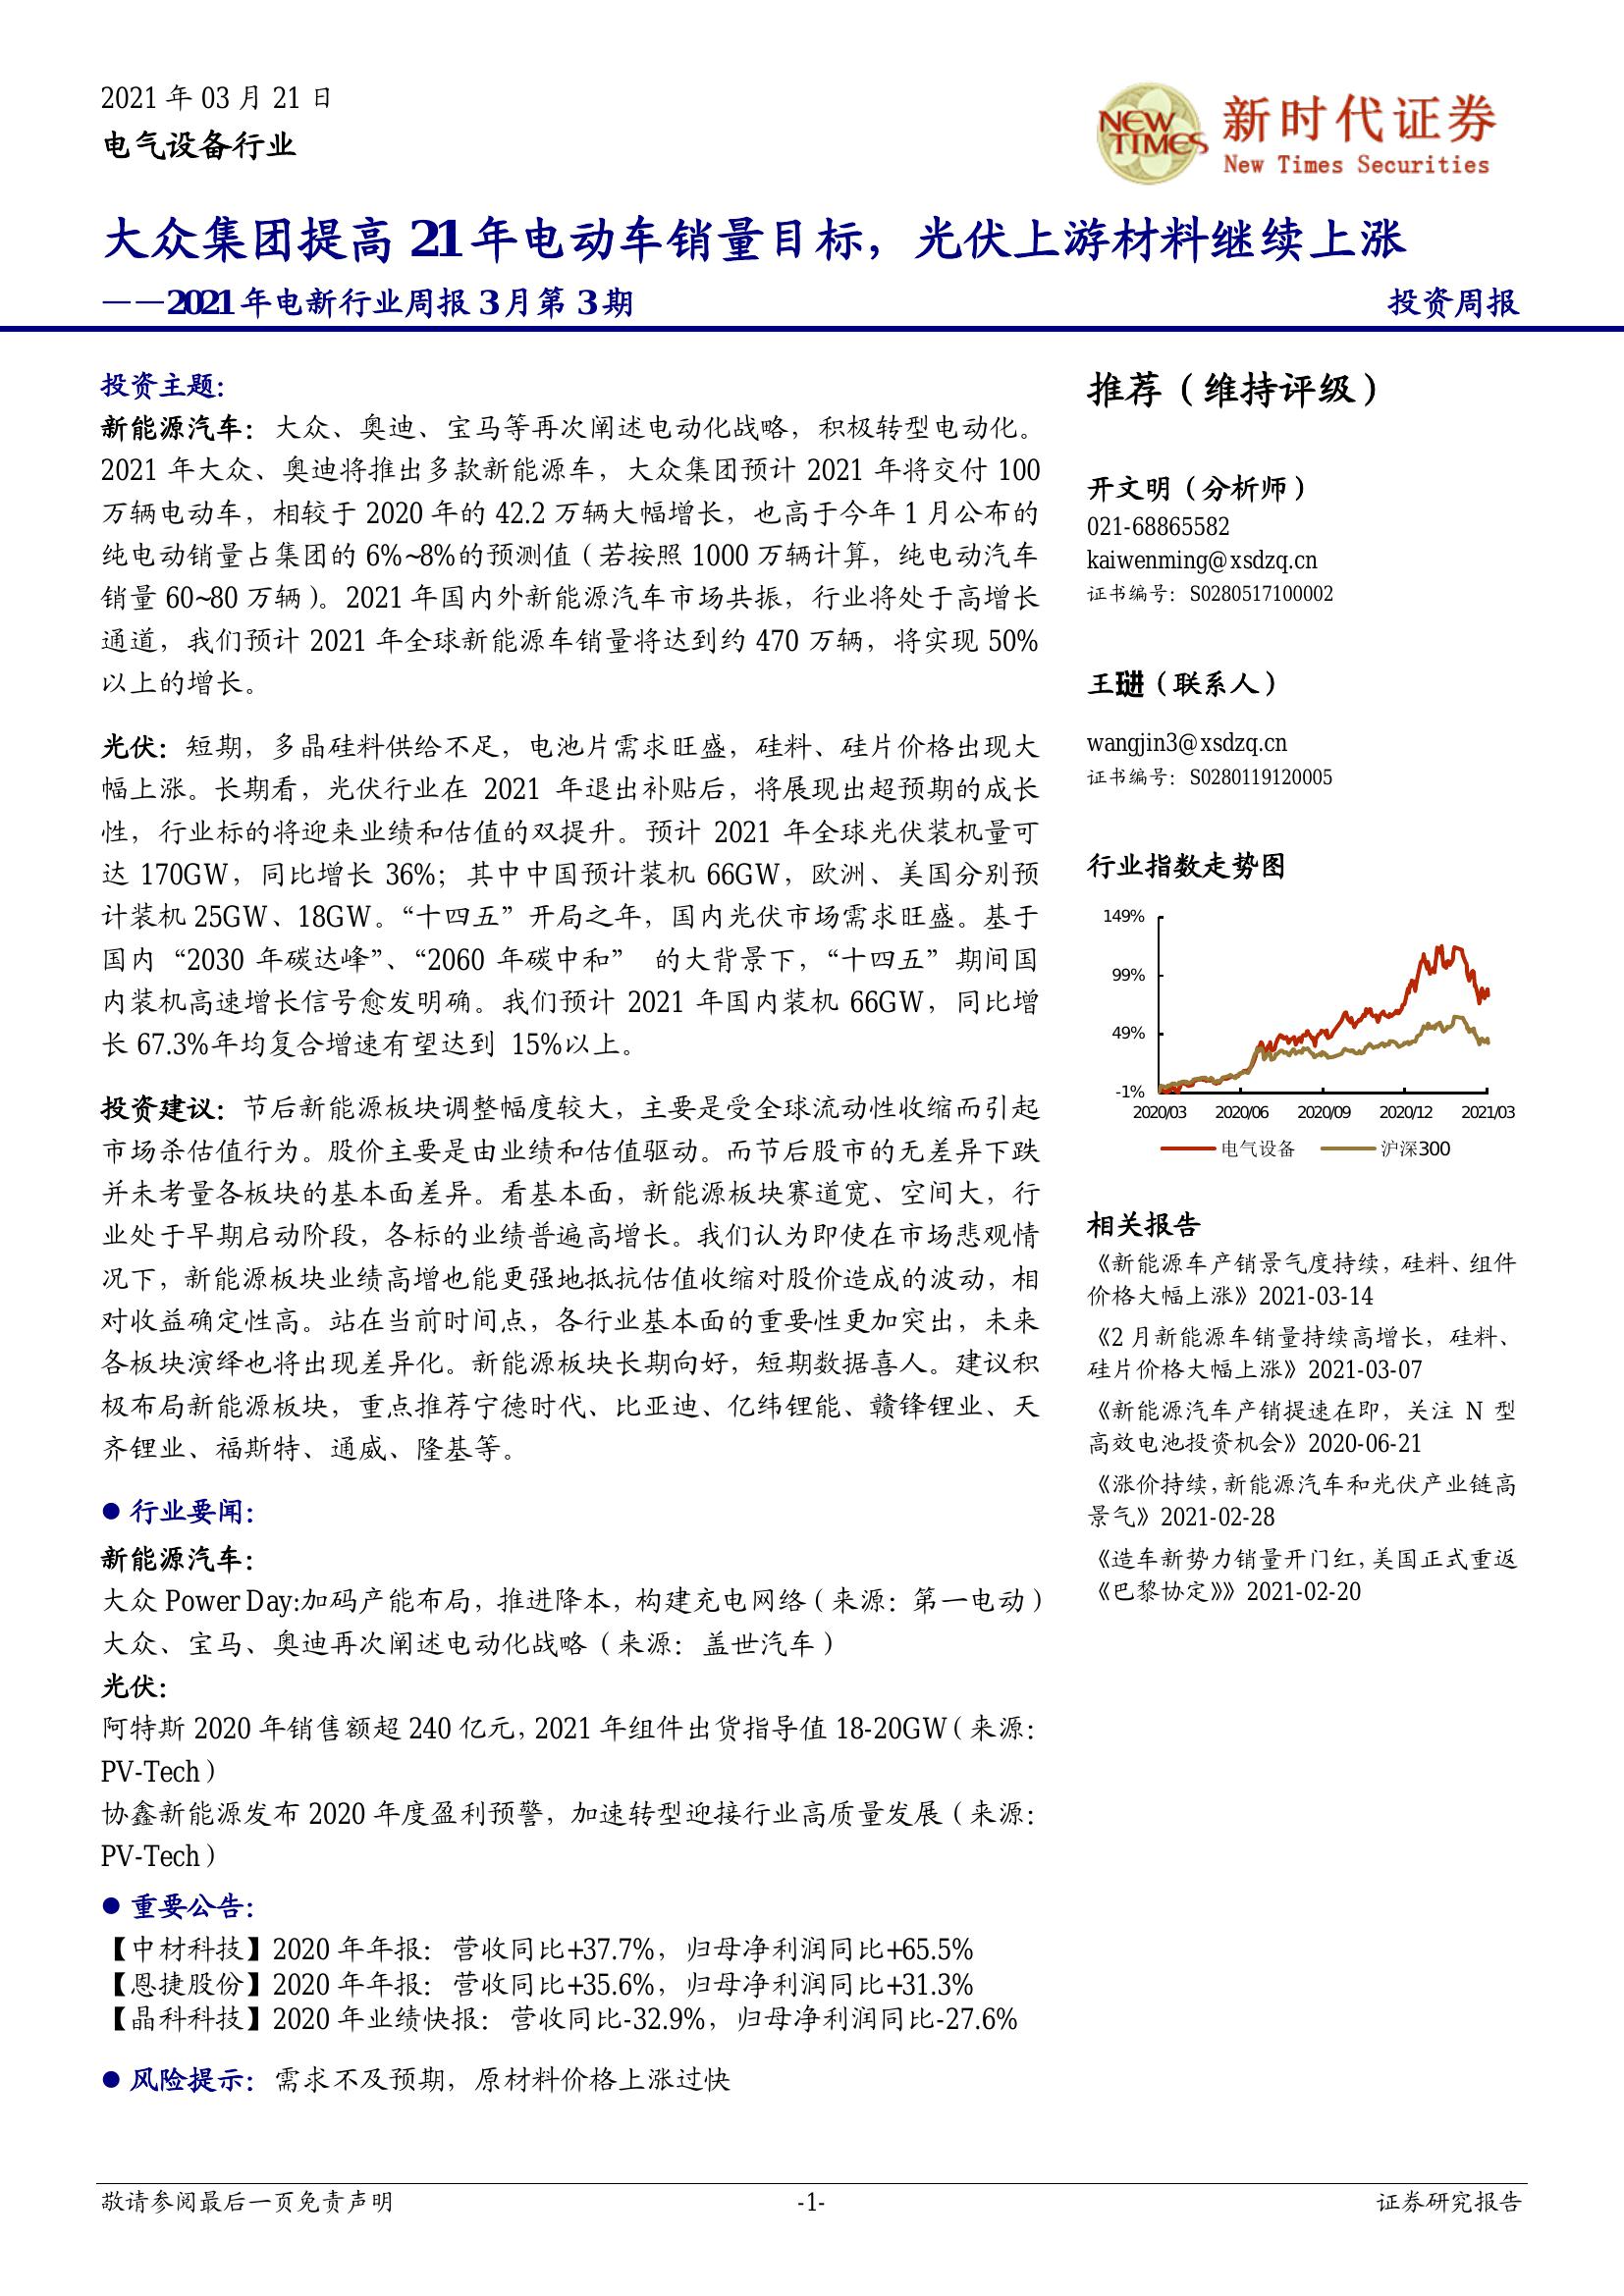 2021 年 03 月 21 日
电气设备行业
NEW TIMES
新时代证券
New Times Securities
大众集团提高 21 年电动车销量目标，光伏上游材料继续上涨
——2021 年电新行业周报 3 月第 3 期
投资周报
投资主题：
新能源汽车：大众、奥迪、宝马等再次阐述电动化战略，积极转型电动化。
2021 年大众、奥迪将推出多款新能源车，大众集团预计 2021 年将交付 100
万辆电动车，相较于 2020 年的 42.2 万辆大幅增长，也高于今年 1 月公布的
纯电动销量占集团的 6%~8%的预测值（若按照 1000 万辆计算，纯电动汽车
销量 60~80 万辆）。2021 年国内外新能源汽车市场共振，行业将处于高增长
通道，我们预计 2021 年全球新能源车销量将达到约 470 万辆，将实现 50%
以上的增长。
光伏：短期，多晶硅料供给不足，电池片需求旺盛，硅料、硅片价格出现大
幅上涨。长期看，光伏行业在 2021 年退出补贴后，将展现出超预期的成长
性，行业标的将迎来业绩和估值的双提升。预计 2021 年全球光伏装机量可
达 170GW，同比增长 36%；其中中国预计装机 66GW，欧洲、美国分别预
计装机 25GW、18GW。“十四五”开局之年，国内光伏市场需求旺盛。基于
国内“2030 年碳达峰”、“2060 年碳中和” 的大背景下，“十四五”期间国
内装机高速增长信号愈发明确。我们预计 2021 年国内装机 66GW，同比增
长 67.3%年均复合增速有望达到 15%以上。
投资建议：节后新能源板块调整幅度较大，主要是受全球流动性收缩而引起
市场杀估值行为。股价主要是由业绩和估值驱动。而节后股市的无差异下跌
并未考量各板块的基本面差异。看基本面，新能源板块赛道宽、空间大，行
业处于早期启动阶段，各标的业绩普遍高增长。我们认为即使在市场悲观情
况下，新能源板块业绩高增也能更强地抵抗估值收缩对股价造成的波动，相
对收益确定性高。站在当前时间点，各行业基本面的重要性更加突出，未来
各板块演绎也将出现差异化。新能源板块长期向好，短期数据喜人。建议积
极布局新能源板块，重点推荐宁德时代、比亚迪、亿纬锂能、赣锋锂业、天
齐锂业、福斯特、通威、隆基等。
● 行业要闻：
新能源汽车：
大众 Power Day:加码产能布局，推进降本，构建充电网络（来源：第一电动）
大众、宝马、奥迪再次阐述电动化战略（来源：盖世汽车）
光伏：
阿特斯 2020 年销售额超 240 亿元，2021 年组件出货指导值 18-20GW（来源：
PV-Tech）
协鑫新能源发布 2020 年度盈利预警，加速转型迎接行业高质量发展（来源：
PV-Tech）
● 重要公告：
【中材科技】2020 年年报：营收同比+37.7%，归母净利润同比+65.5%
【恩捷股份】2020 年年报：营收同比+35.6%，归母净利润同比+31.3%
【晶科科技】2020 年业绩快报：营收同比-32.9%，归母净利润同比-27.6%
● 风险提示：需求不及预期，原材料价格上涨过快
推荐（维持评级）
开文明（分析师）
021-68865582
kaiwenming@xsdzq.cn
证书编号：S0280517100002
王琎（联系人）
wangjin3@xsdzq.cn
证书编号：S0280119120005
行业指数走势图
149%
99%
49%
-1%
2020/03 2020/06 2020/09 2020/12 2021/03
电气设备 沪深300
相关报告
《新能源车产销景气度持续，硅料、组件
价格大幅上涨》2021-03-14
《2 月新能源车销量持续高增长，硅料、
硅片价格大幅上涨》2021-03-07
《新能源汽车产销提速在即，关注 N 型
高效电池投资机会》2020-06-21
《涨价持续，新能源汽车和光伏产业链高
景气》2021-02-28
《造车新势力销量开门红，美国正式重返
《巴黎协定》》2021-02-20
敬请参阅最后一页免责声明
-1-
证券研究报告